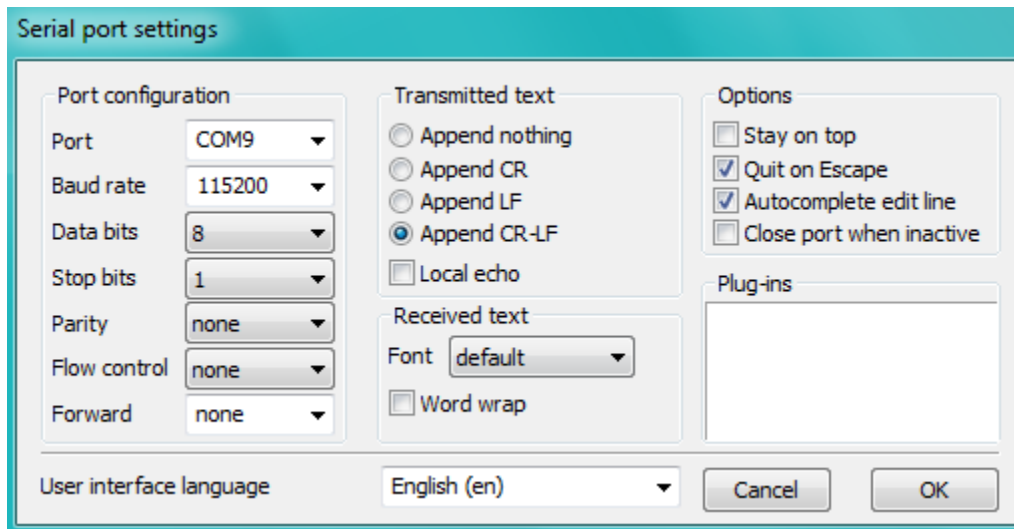 Serial port settings
Port configuration
Port COM9
Baud rate 115200
Data bits 8
Stop bits 1
Parity none
Flow control none
Forward none
Transmitted text
Append nothing
Append CR
Append LF
Append CR-LF
Local echo
Received text
Font default
Word wrap
Options
Stay on top
Quit on Escape
Autocomplete edit line
Close port when inactive
Plug-ins
User interface language English (en) Cancel OK